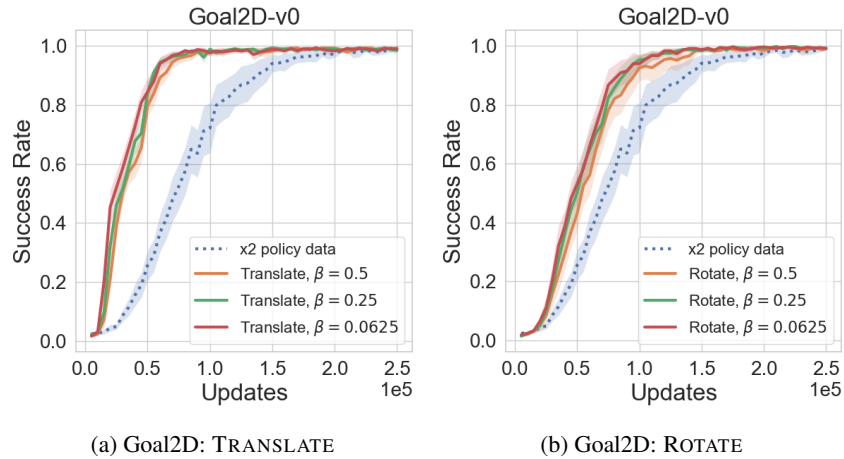 Goal2D-v0
Success Rate
1.0
0.8
0.6
0.4
0.2
0.0
x2 policy data
Translate, β = 0.5
Translate, β = 0.25
Translate, β = 0.0625
0.0 0.5 1.0 1.5 2.0 2.5
1e5
Updates
(a) Goal2D: TRANSLATE
Goal2D-v0
Success Rate
1.0
0.8
0.6
0.4
0.2
0.0
x2 policy data
Rotate, β = 0.5
Rotate, β = 0.25
Rotate, β = 0.0625
0.0 0.5 1.0 1.5 2.0 2.5
1e5
Updates
(b) Goal2D: ROTATE